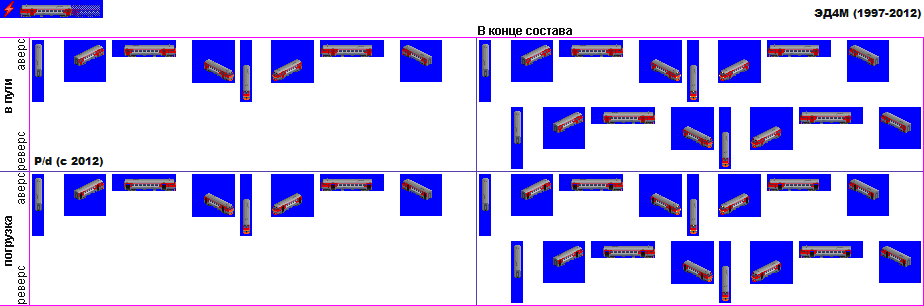 ЭД4М (1997-2012)
В конце состава
в пути
аверс
реверс
P/d (с 2012)
погрузка
аверс
реверс